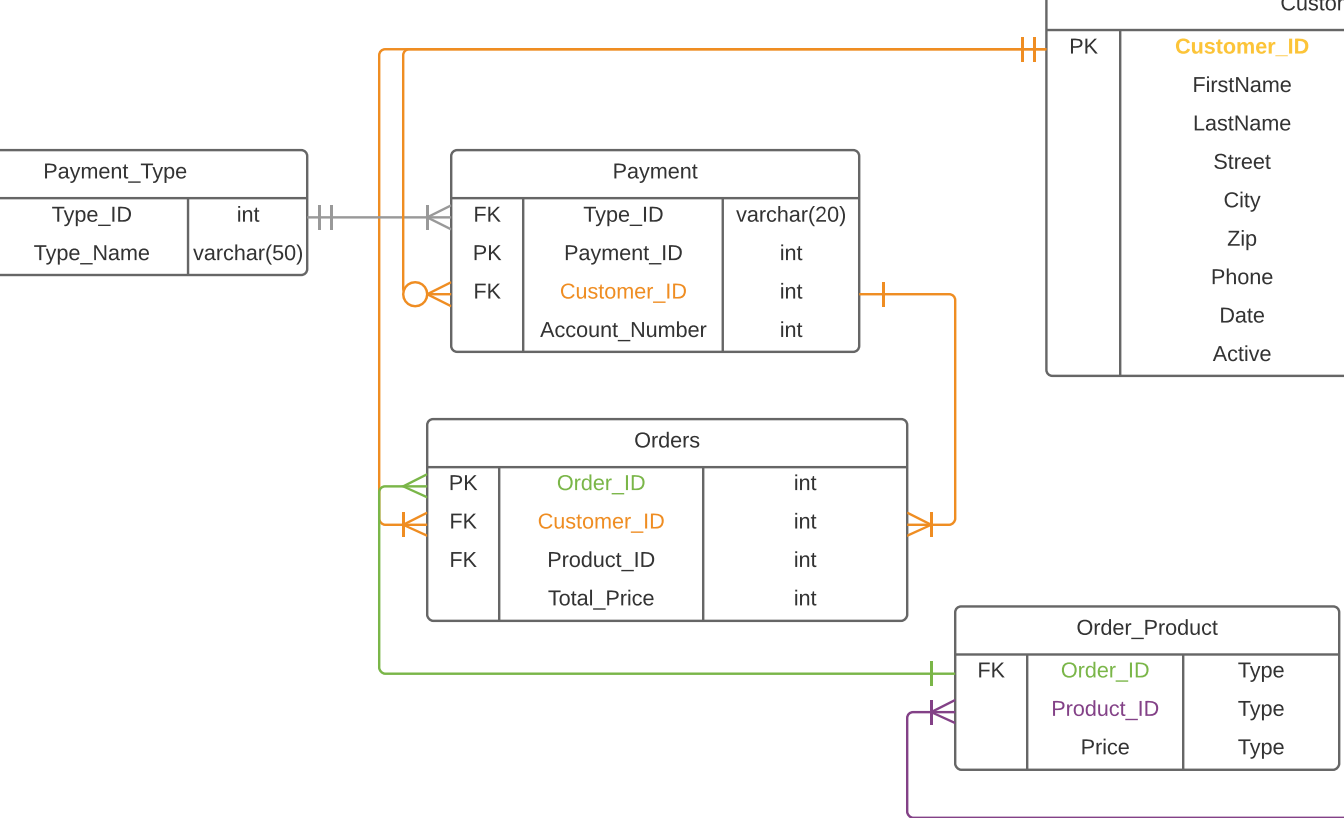 PK Customer_ID
FirstName
LastName
Street
City
Zip
Phone
Date
Active
Payment_Type
Type_ID int
Type_Name varchar(50)
Payment
FK Type_ID varchar(20)
PK Payment_ID int
FK Customer_ID int
Account_Number int
Orders
PK Order_ID int
FK Customer_ID int
FK Product_ID int
Total_Price int
Order_Product
FK Order_ID Type
Product_ID Type
Price Type